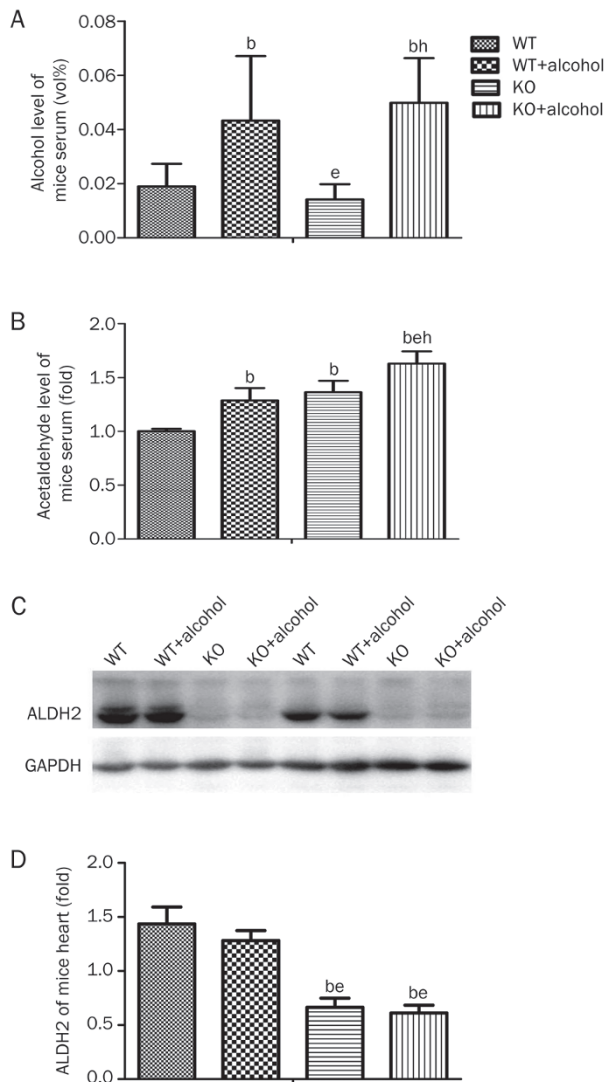 A
Alcohol level of
mice serum (vol%)
0.08
0.06
0.04
0.02
0.00
b
e
bh
WT
WT+alcohol
KO
KO+alcohol
B
Acetaldehyde level of
mice serum (fold)
2.0
1.5
1.0
0.5
0.0
b
b
beh
C
WT
WT+alcohol
KO
KO+alcohol
WT
WT+alcohol
KO
KO+alcohol
ALDH2
GAPDH
D
ALDH2 of mice heart (fold)
2.0
1.5
1.0
0.5
0.0
be
be